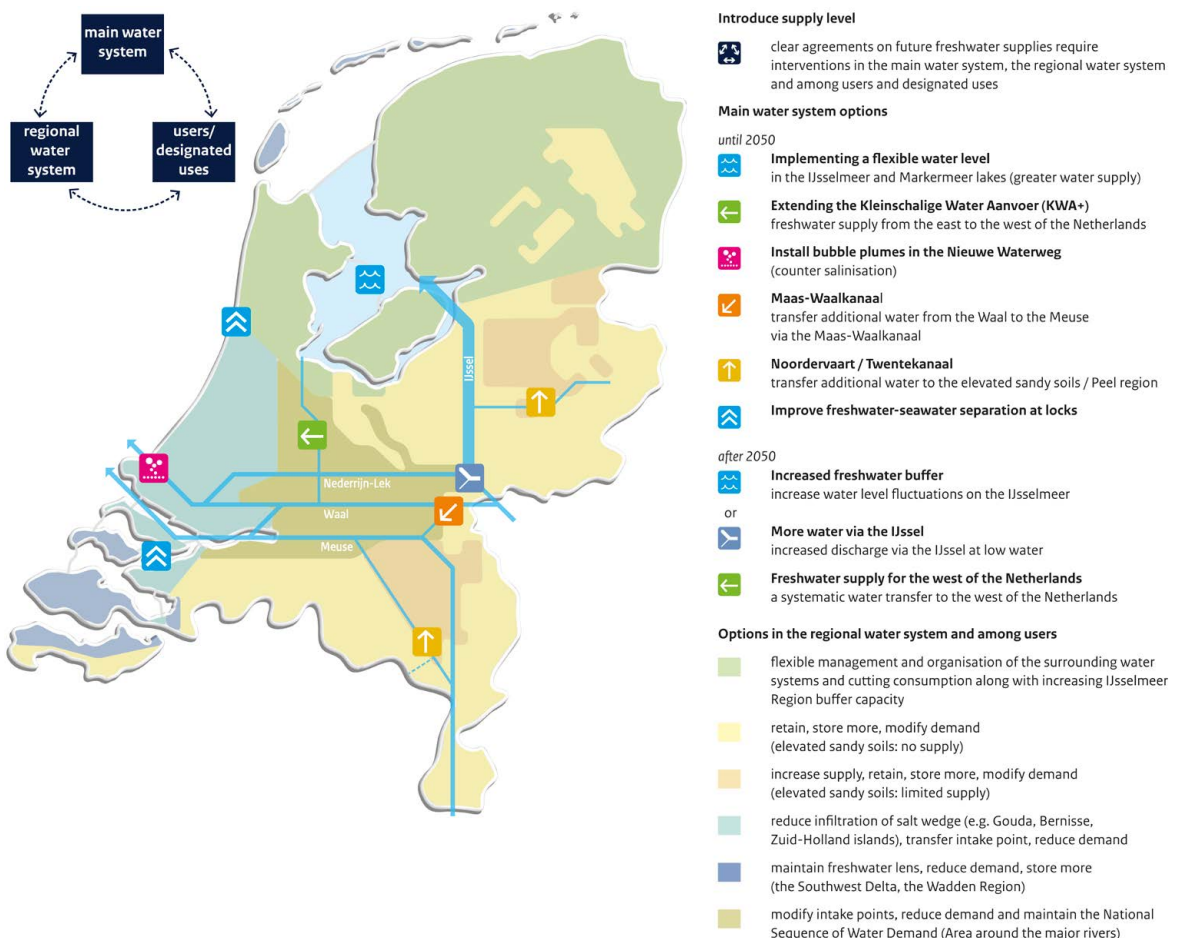 main water
system
regional
water
system
users/
designated
uses
IJssel
Nederrijn-Lek
Waal
Meuse
Introduce supply level
clear agreements on future freshwater supplies require
interventions in the main water system, the regional water system
and among users and designated uses
Main water system options
until 2050
Implementing a flexible water level
in the IJsselmeer and Markermeer lakes (greater water supply)
Extending the Kleinschalige Water Aanvoer (KWA+)
freshwater supply from the east to the west of the Netherlands
Install bubble plumes in the Nieuwe Waterweg
(counter salinisation)
Maas-Waalkanaal
transfer additional water from the Waal to the Meuse
via the Maas-Waalkanaal
Noordervaart / Twentekanaal
transfer additional water to the elevated sandy soils / Peel region
Improve freshwater-seawater separation at locks
after 2050
Increased freshwater buffer
increase water level fluctuations on the IJsselmeer
or
More water via the IJssel
increased discharge via the IJssel at low water
Freshwater supply for the west of the Netherlands
a systematic water transfer to the west of the Netherlands
Options in the regional water system and among users
flexible management and organisation of the surrounding water
systems and cutting consumption along with increasing IJsselmeer
Region buffer capacity
retain, store more, modify demand
(elevated sandy soils: no supply)
increase supply, retain, store more, modify demand
(elevated sandy soils: limited supply)
reduce infiltration of salt wedge (e.g. Gouda, Bernisse,
Zuid-Holland islands), transfer intake point, reduce demand
maintain freshwater lens, reduce demand, store more
(the Southwest Delta, the Wadden Region)
modify intake points, reduce demand and maintain the National
Sequence of Water Demand (Area around the major rivers)